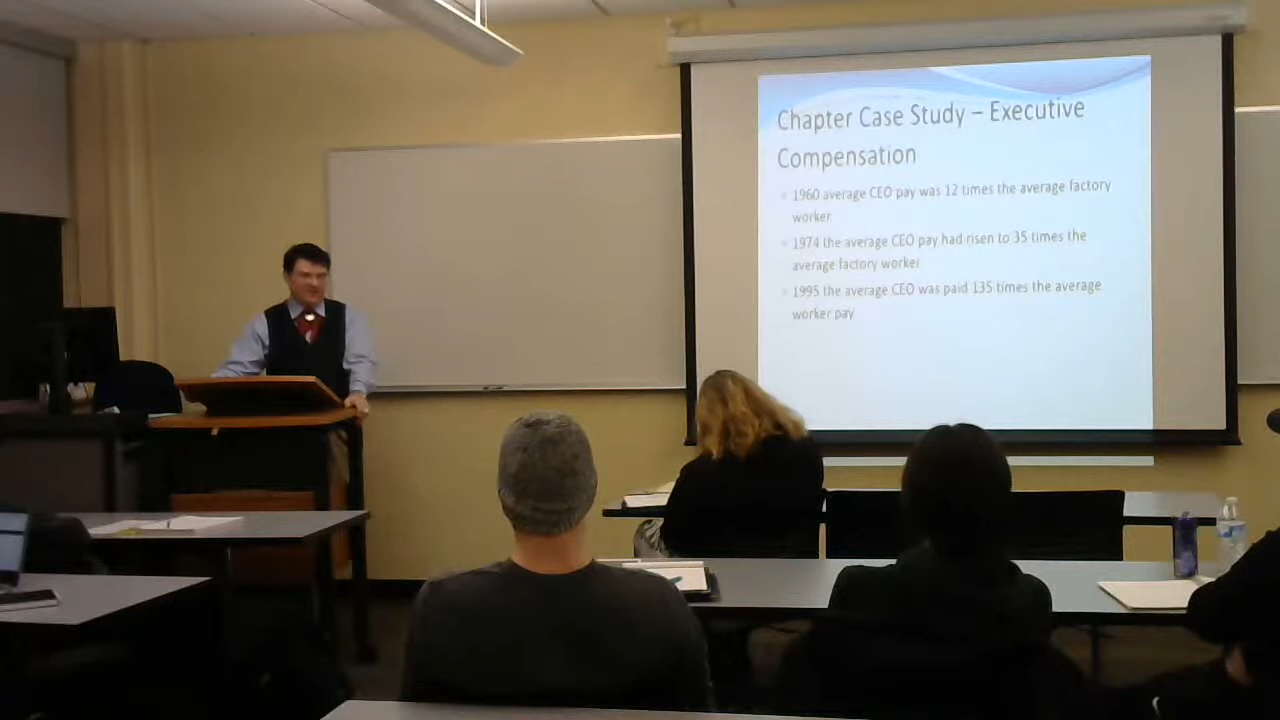 Chapter Case Study – Executive
Compensation
1960 average CEO pay was 12 times the average factory
worker
1974 the average CEO pay had risen to 35 times the
average factory worker
1995 the average CEO was paid 135 times the average
worker pay